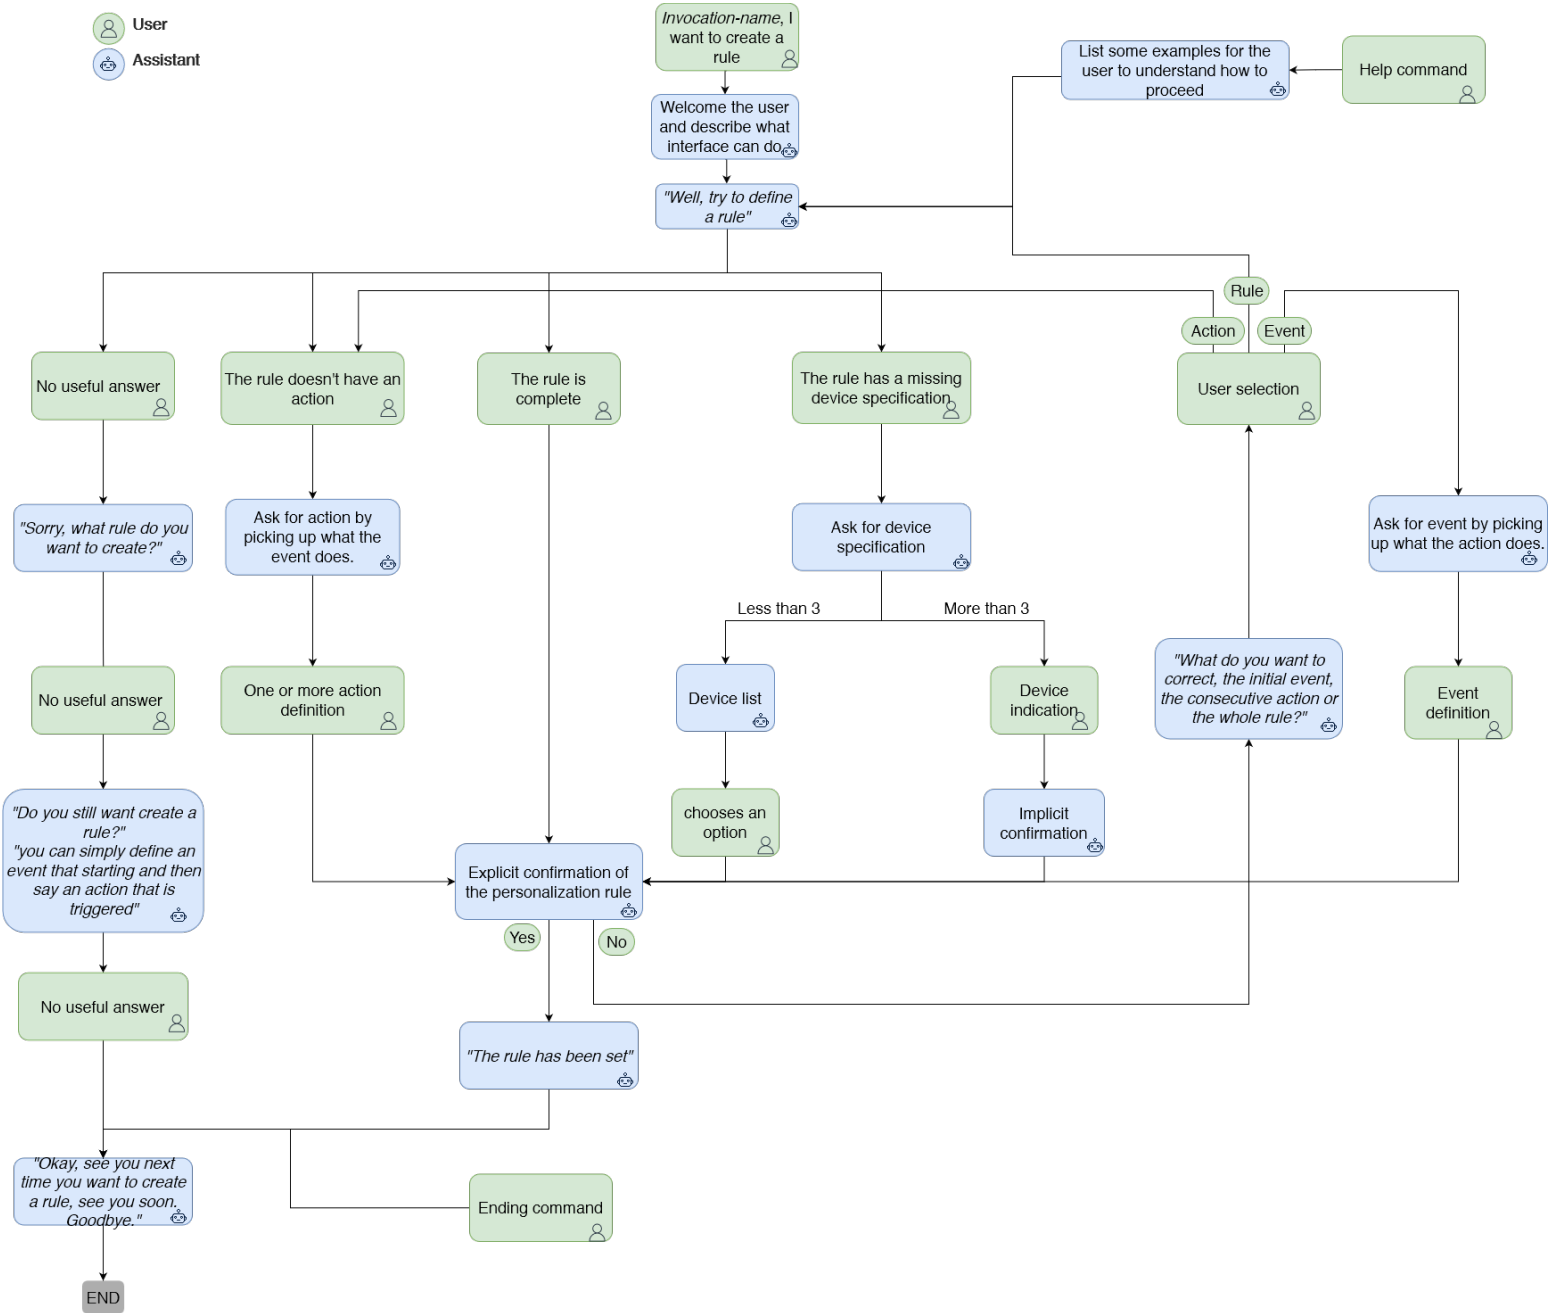 User
Assistant
Invocation-name, I
want to create a
rule
Welcome the user
and describe what
interface can do
"Well, try to define
a rule"
List some examples for the
user to understand how to
proceed
Help command
Rule
Action
Event
No useful answer
The rule doesn't have an
action
The rule is
complete
The rule has a missing
device specification
User selection
"Sorry, what rule do you
want to create?"
Ask for action by
picking up what the
event does.
Ask for device
specification
Ask for event by picking
up what the action does.
Less than 3
More than 3
No useful answer
One or more action
definition
Device list
Device
indication
"What do you want to
correct, the initial event,
the consecutive action or
the whole rule?"
Event
definition
"Do you still want create a
rule?"
"you can simply define an
event that starting and then
say an action that is
triggered"
chooses an
option
Implicit
confirmation
Explicit confirmation of
the personalization rule
Yes
No
No useful answer
"The rule has been set"
"Okay, see you next
time you want to create
a rule, see you soon.
Goodbye."
Ending command
END